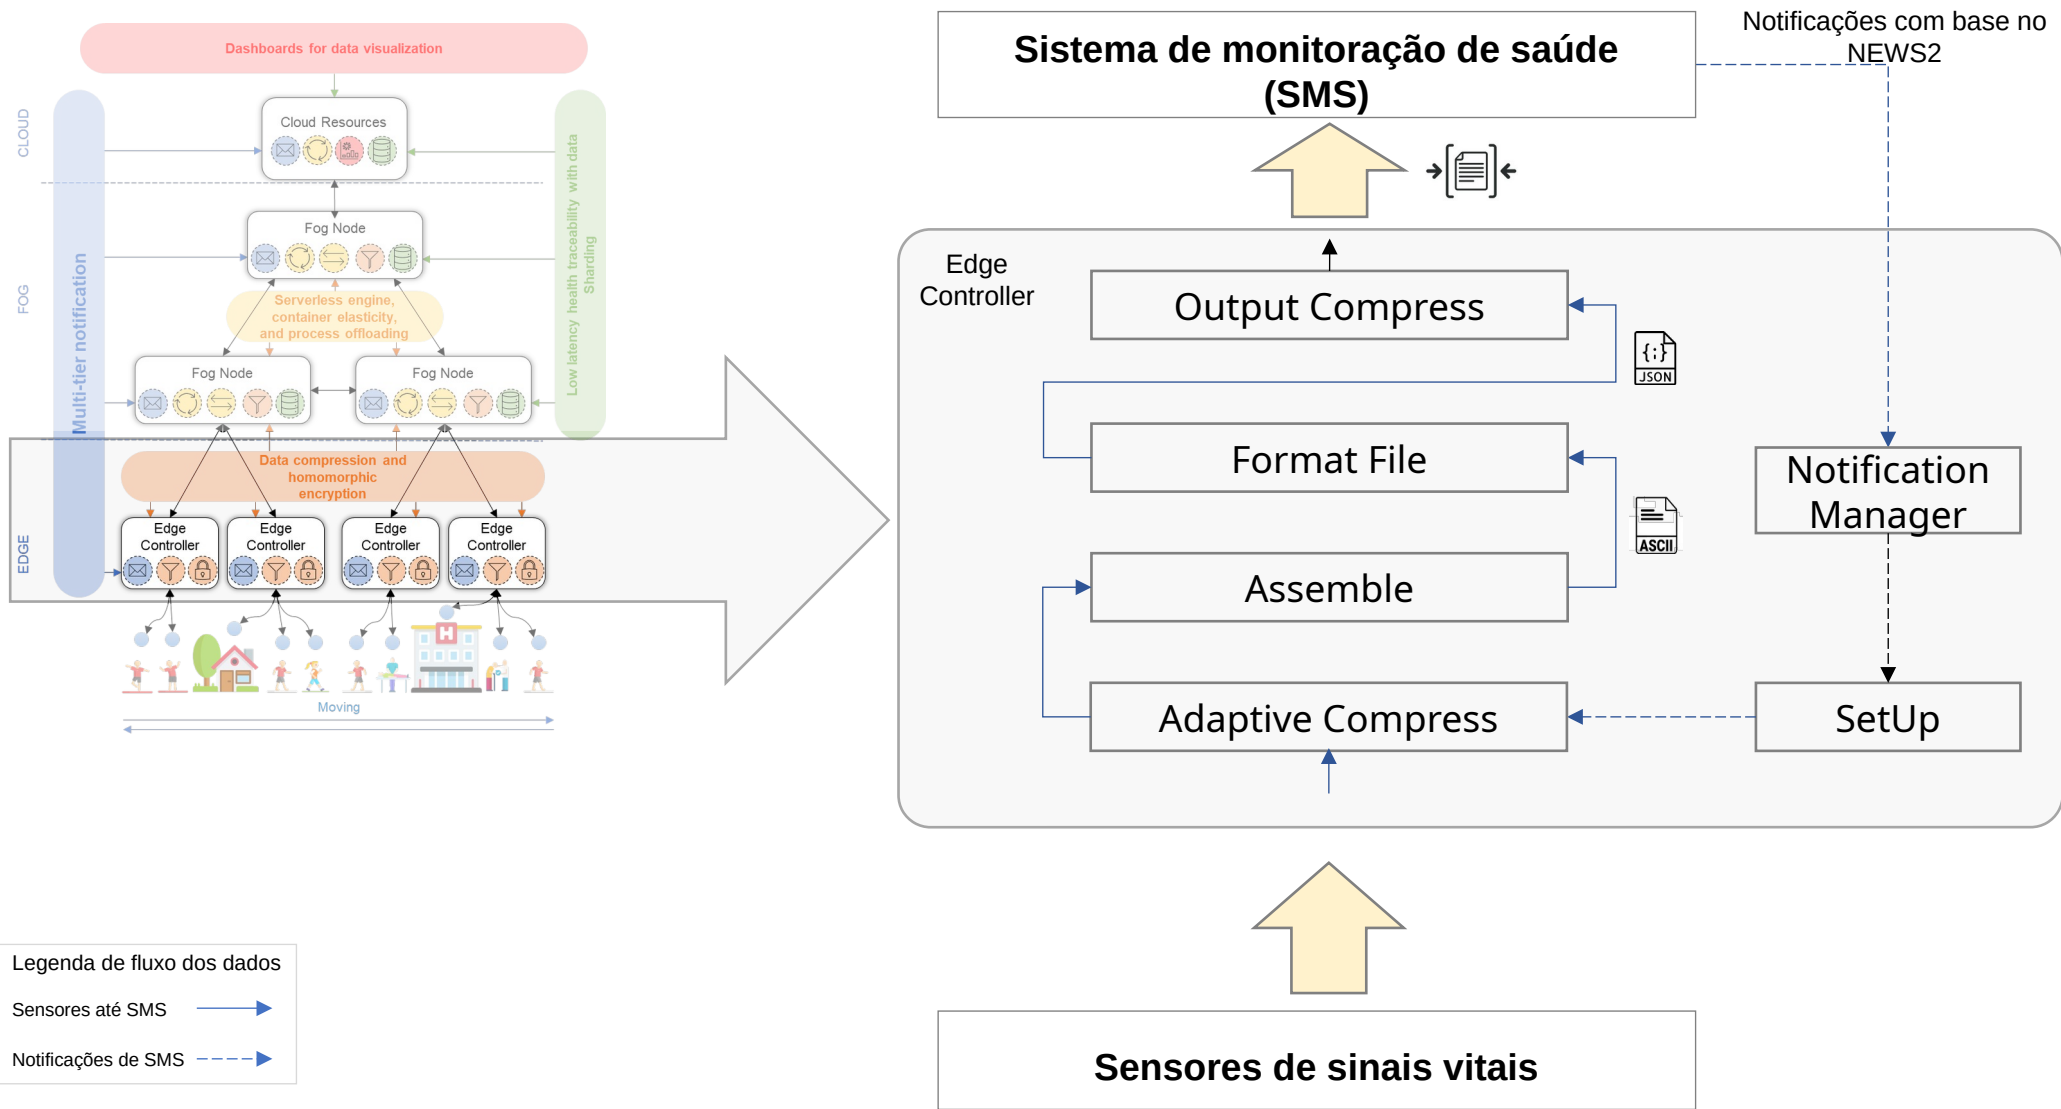 Dashboards for data visualization
CLOUD
FOG
EDGE
Multi-tier notification
Low latency health traceability with data
Sharding
Cloud Resources
Fog Node
Serverless engine,
container elasticity,
and process offloading
Fog Node
Fog Node
Data compression and
homomorphic
encryption
Edge
Controller
Edge
Controller
Edge
Controller
Edge
Controller
H
Moving
Legenda de fluxo dos dados
Sensores até SMS
Notificações de SMS
Sistema de monitoração de saúde
(SMS)
Notificações com base no
NEWS2
Edge
Controller
Output Compress
{;}
JSON
Format File
ASCII
Assemble
Adaptive Compress
Notification
Manager
SetUp
Sensores de sinais vitais